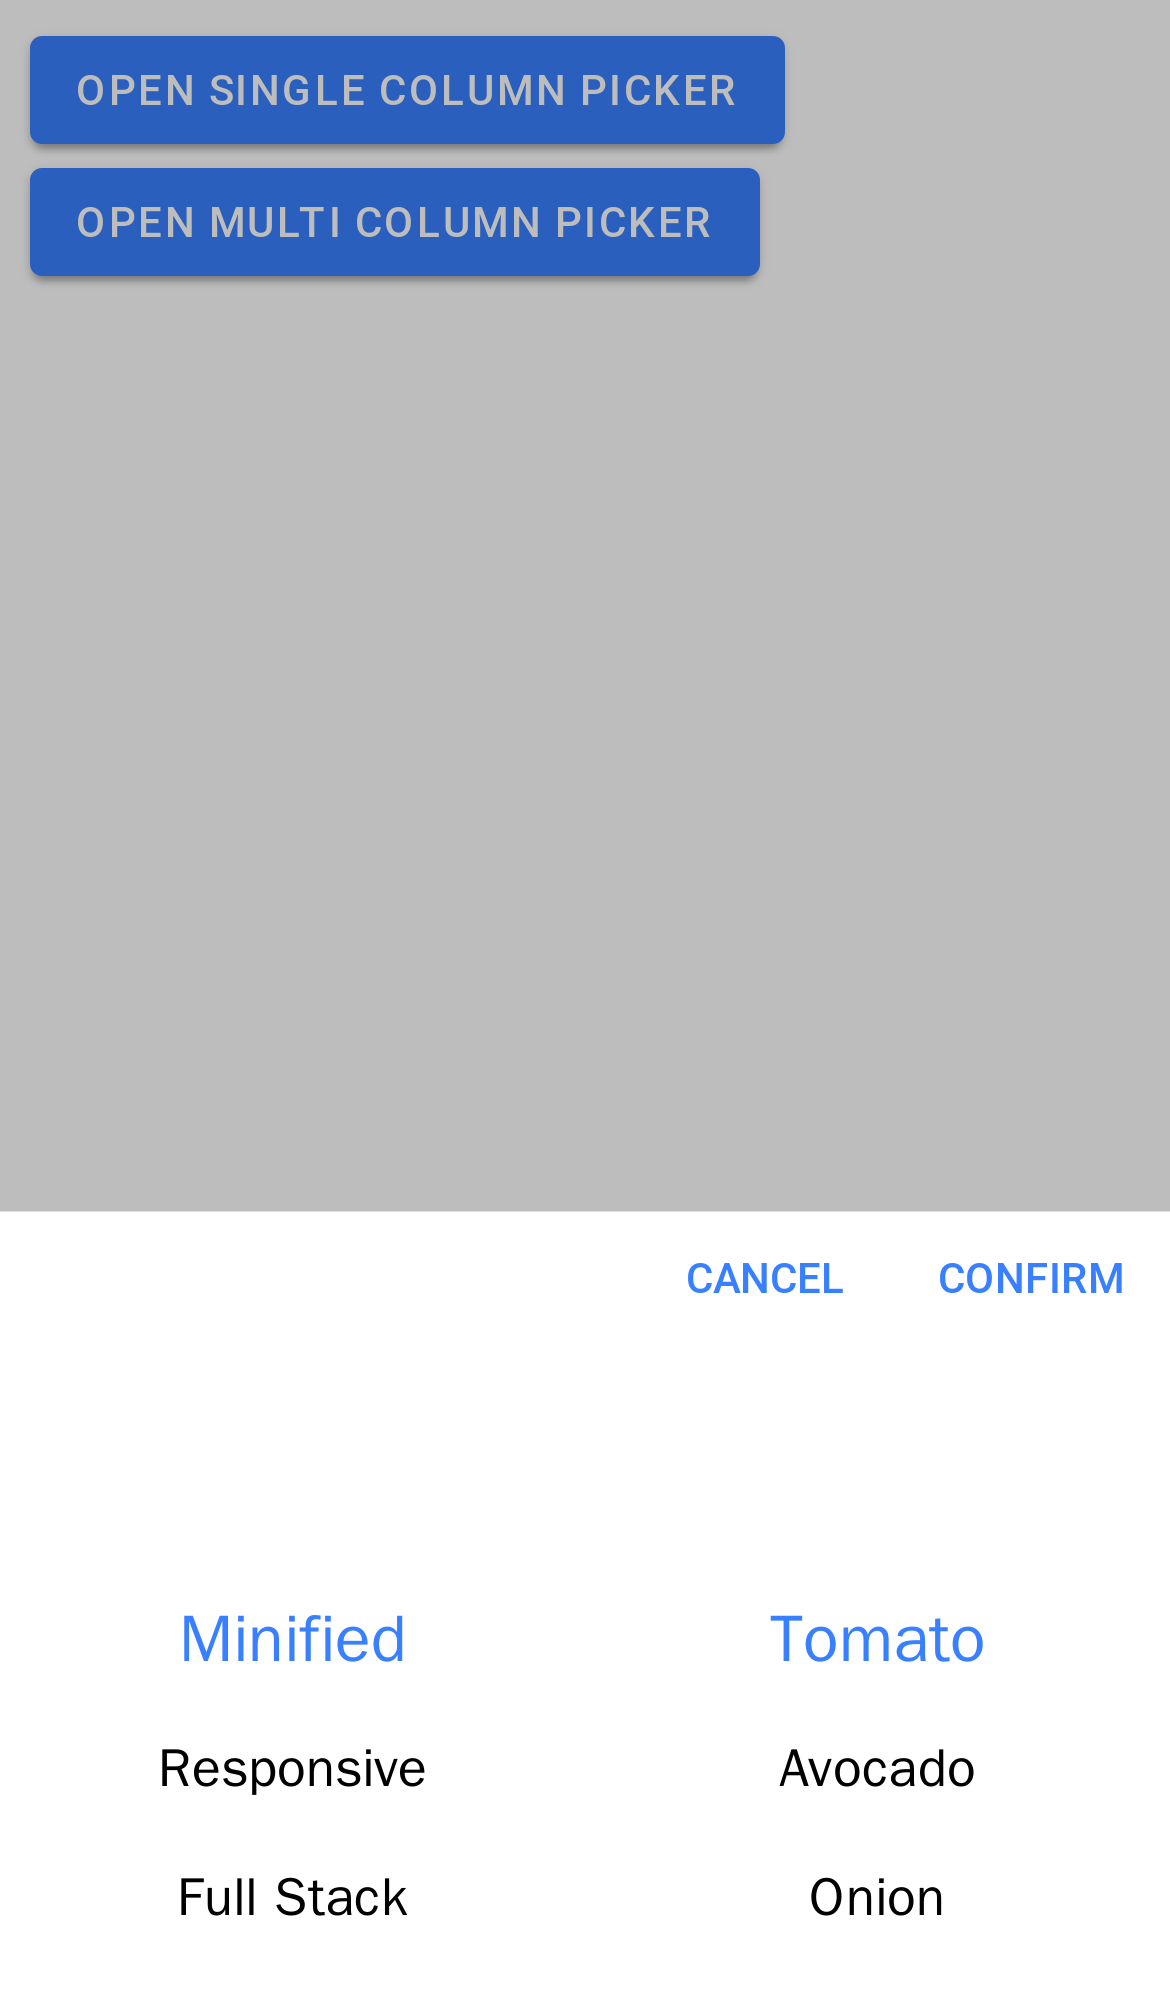 OPEN SINGLE COLUMN PICKER
OPEN MULTI COLUMN PICKER
CANCEL CONFIRM
Minified Tomato
Responsive Avocado
Full Stack Onion